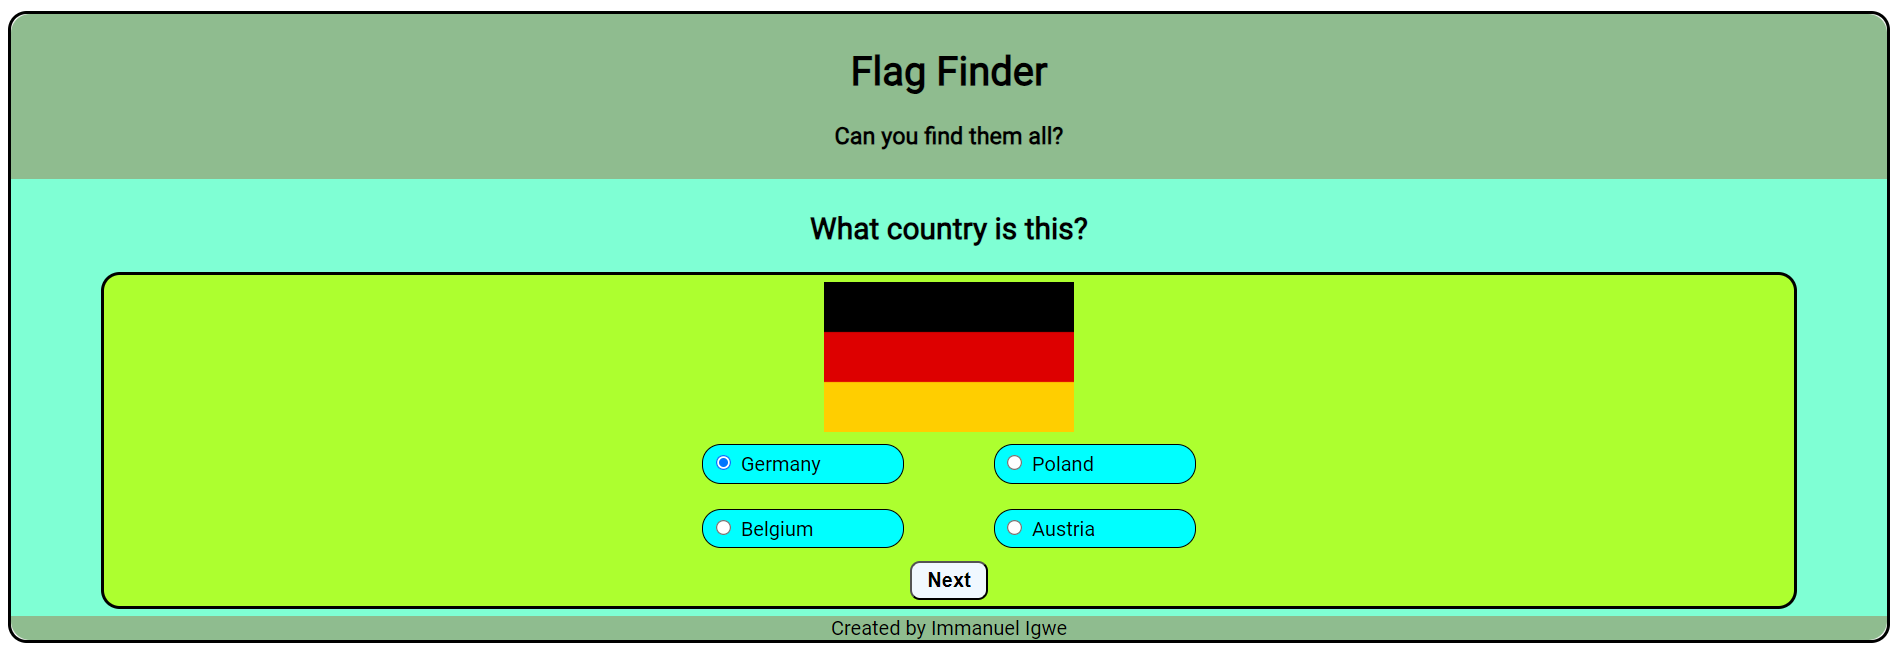 Flag Finder
Can you find them all?
What country is this?
Germany
Poland
Belgium
Austria
Next
Created by Immanuel Igwe